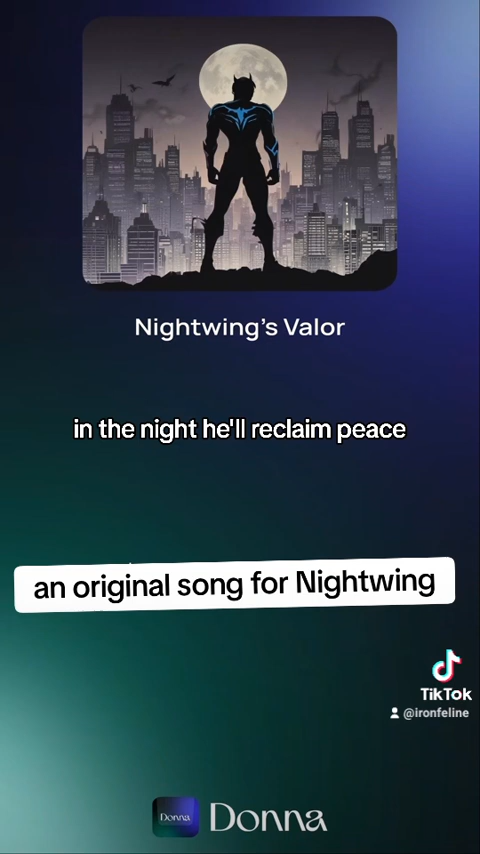 Nightwing's Valor
in the night he'll reclaim peace
an original song for Nightwing
TikTok
@ironfeline
Donna
Donna